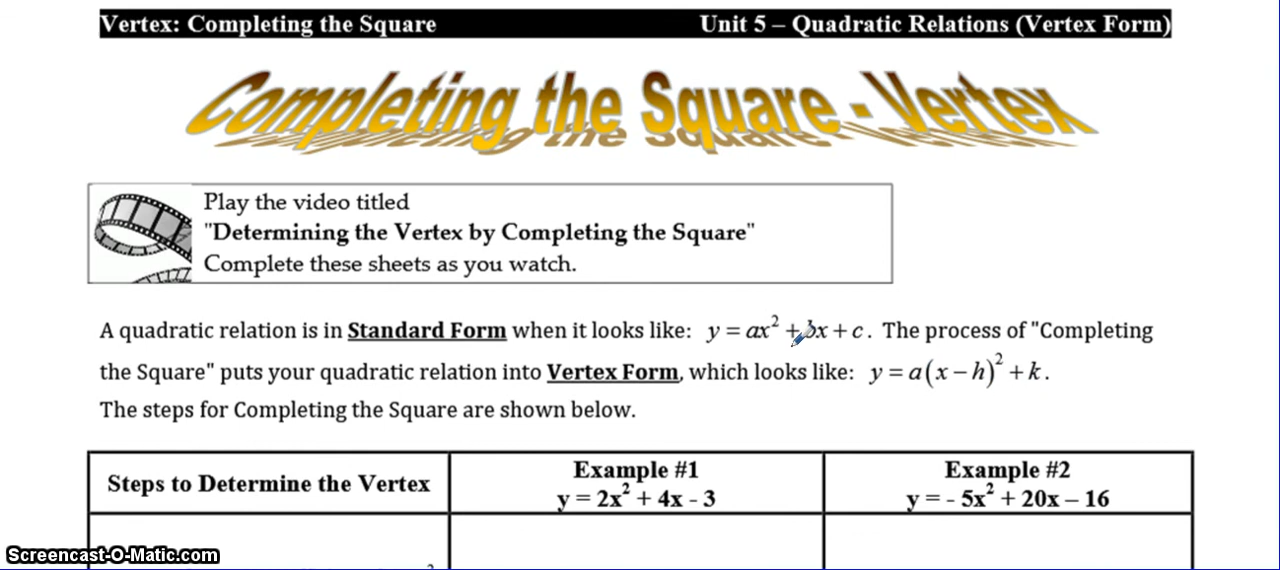 Vertex: Completing the Square Unit 5 – Quadratic Relations (Vertex Form)
Completing the Square - Vertex
Play the video titled
"Determining the Vertex by Completing the Square"
Complete these sheets as you watch.
A quadratic relation is in Standard Form when it looks like: y = ax² + bx + c. The process of "Completing
the Square" puts your quadratic relation into Vertex Form, which looks like: y = a(x – h)² + k.
The steps for Completing the Square are shown below.
Steps to Determine the Vertex
Example #1
y = 2x² + 4x - 3
Example #2
y = - 5x² + 20x – 16
Screencast-O-Matic.com